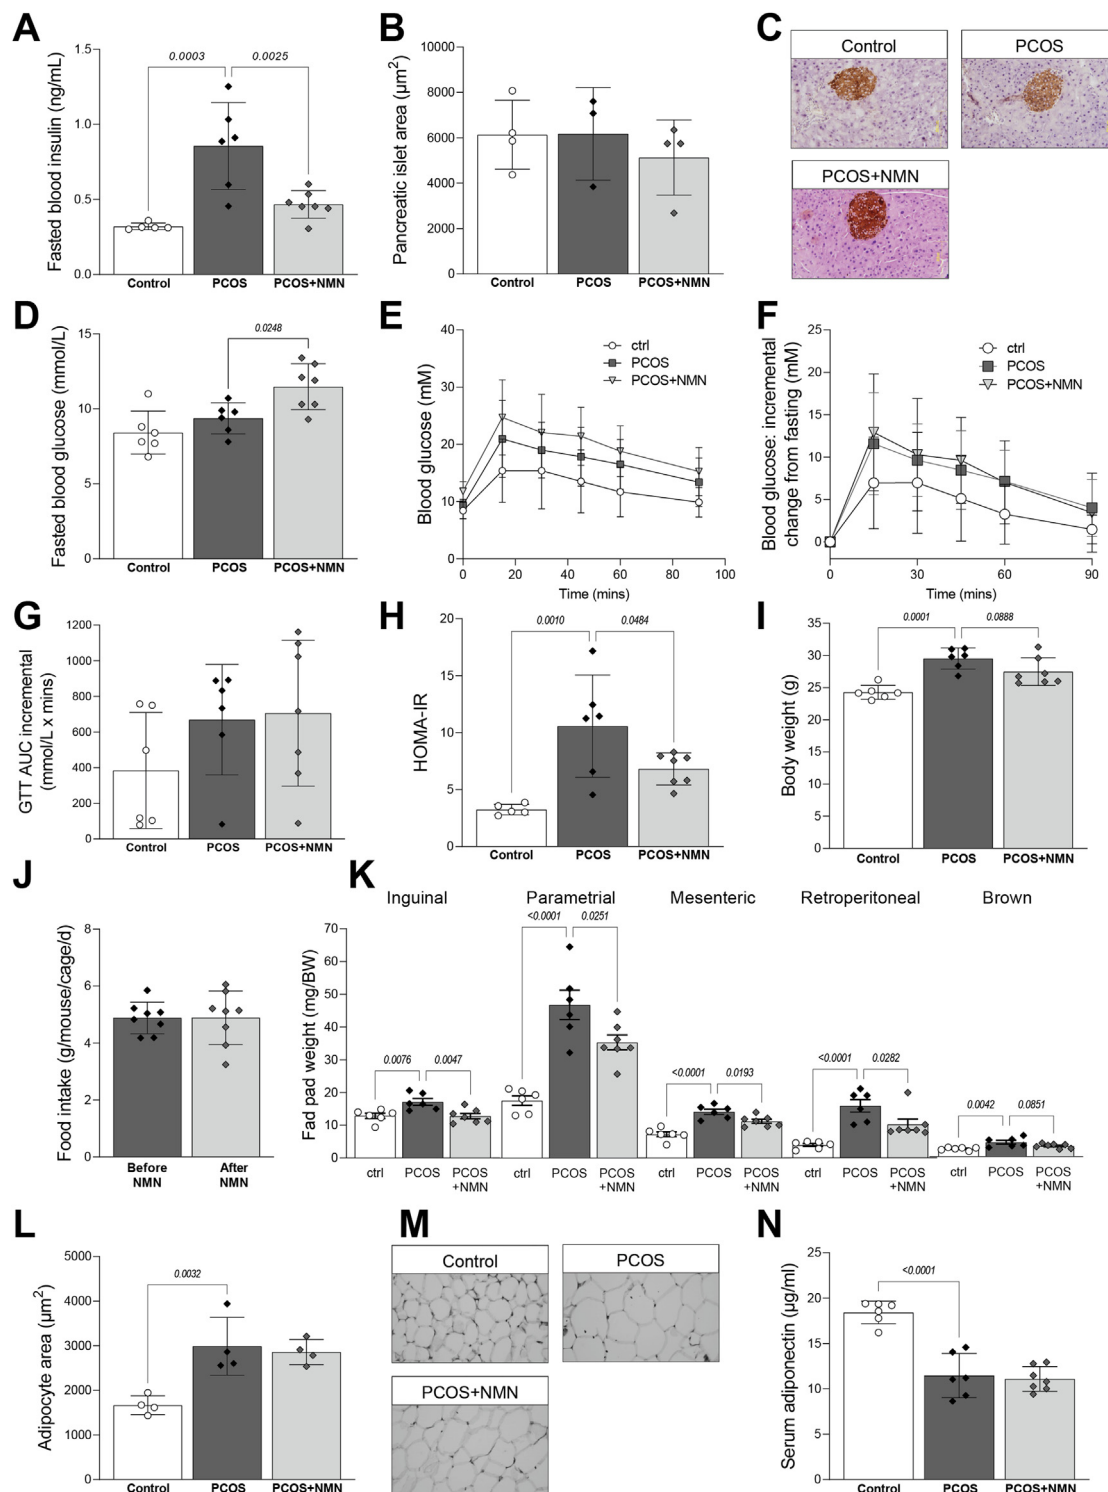 A
Fasted blood insulin (ng/mL)
1.5
1.0
0.5
0.0
0.0003
0.0025
Control
PCOS
PCOS+NMN
B
Pancreatic islet area (µm²)
10000
8000
6000
4000
2000
0
Control
PCOS
PCOS+NMN
C
Control
PCOS
PCOS+NMN
D
Fasted blood glucose (mmol/L)
15
10
5
0
0.0248
Control
PCOS
PCOS+NMN
E
Blood glucose (mM)
40
30
20
10
0
ctrl
PCOS
PCOS+NMN
0 20 40 60 80 100
Time (mins)
F
Blood glucose: incremental
change from fasting (mM)
25
20
15
10
5
0
ctrl
PCOS
PCOS+NMN
0 30 60 90
Time (mins)
G
GTT AUC incremental
(mmol/L x mins)
1200
1000
800
600
400
200
0
Control
PCOS
PCOS+NMN
H
HOMA-IR
20
15
10
5
0
0.0010
0.0484
Control
PCOS
PCOS+NMN
I
Body weight (g)
35
30
25
20
15
10
5
0
0.0001
0.0888
Control
PCOS
PCOS+NMN
J
Food intake (g/mouse/cage/d)
8
6
4
2
0
Before
NMN
After
NMN
K
Inguinal
Parametrial
Mesenteric
Retroperitoneal
Brown
Fad pad weight (mg/BW)
70
60
50
40
30
20
10
0
0.0076
0.0047
<0.0001
0.0251
<0.0001
0.0193
<0.0001
0.0282
0.0042
0.0851
ctrl
PCOS
PCOS
+NMN
ctrl
PCOS
PCOS
+NMN
ctrl
PCOS
PCOS
+NMN
ctrl
PCOS
PCOS
+NMN
ctrl
PCOS
PCOS
+NMN
L
Adipocyte area (µm²)
5000
4000
3000
2000
1000
0
0.0032
Control
PCOS
PCOS+NMN
M
Control
PCOS
PCOS+NMN
N
Serum adiponectin (µg/ml)
25
20
15
10
5
0
<0.0001
Control
PCOS
PCOS+NMN